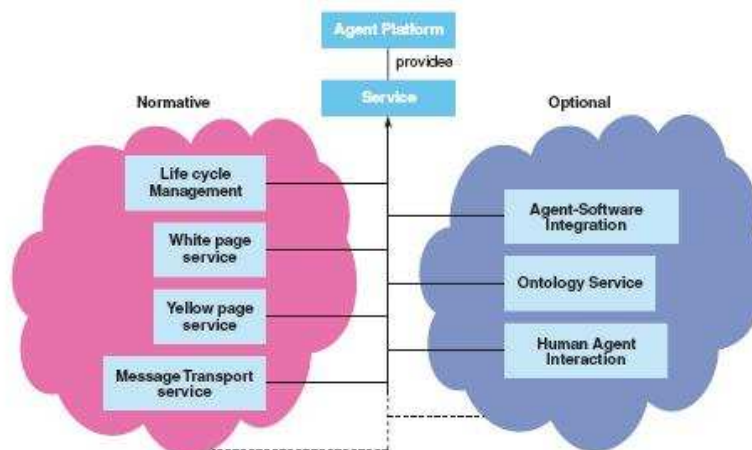 Agent Platform
providee
Service
Normative
Optional
Life cycle
Management
White page
service
Yellow page
service
Message Transport
service
Agent-Software
Integration
Ontology Service
Human Agent
Interaction